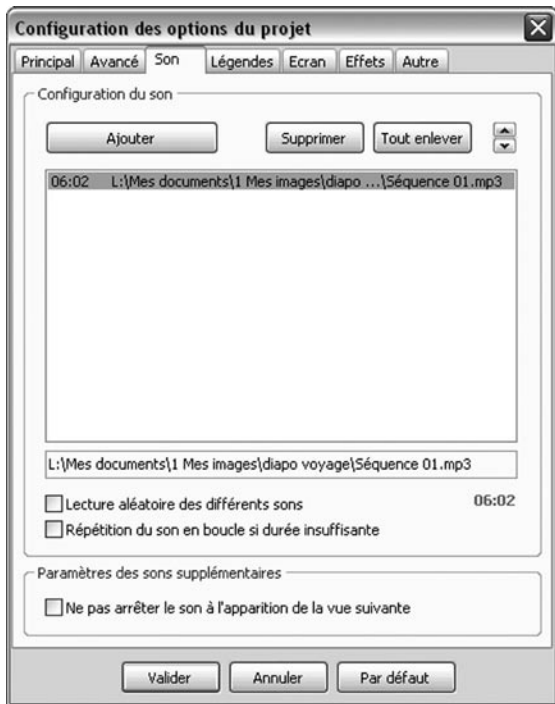 Configuration des options du projet
Principal Avancé Son Légendes Ecran Effets Autre
Configuration du son
Ajouter Supprimer Tout enlever
06:02 L:\Mes documents\1 Mes images\diapo ...\Séquence 01.mp3
L:\Mes documents\1 Mes images\diapo voyage\Séquence 01.mp3
Lecture aléatoire des différents sons 06:02
Répétition du son en boucle si durée insuffisante
Paramètres des sons supplémentaires
Ne pas arrêter le son à l'apparition de la vue suivante
Valider Annuler Par défaut